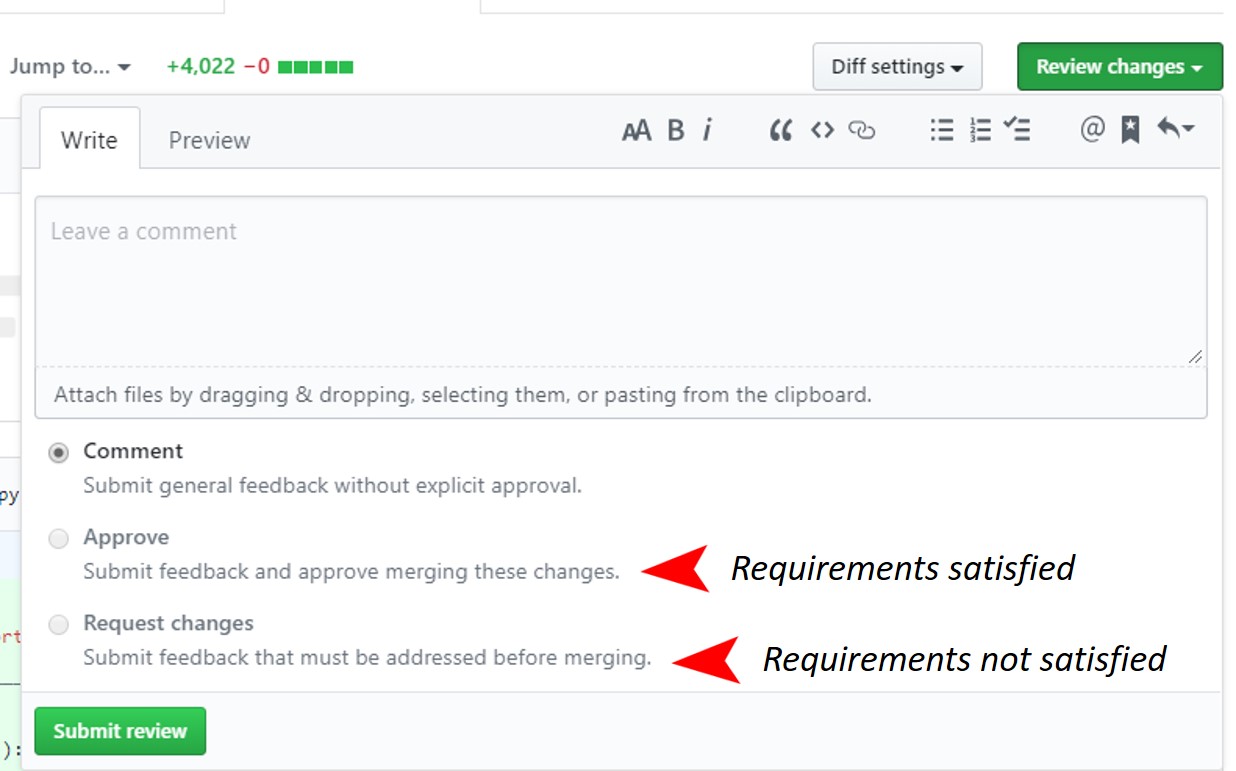 Jump to... +4,022 −0 Diff settings Review changes
Write Preview AA B i
Leave a comment
Attach files by dragging & dropping, selecting them, or pasting from the clipboard.
Comment
Submit general feedback without explicit approval.
py
Approve
Submit feedback and approve merging these changes. Requirements satisfied
Request changes
rt
Submit feedback that must be addressed before merging. Requirements not satisfied
Submit review
):